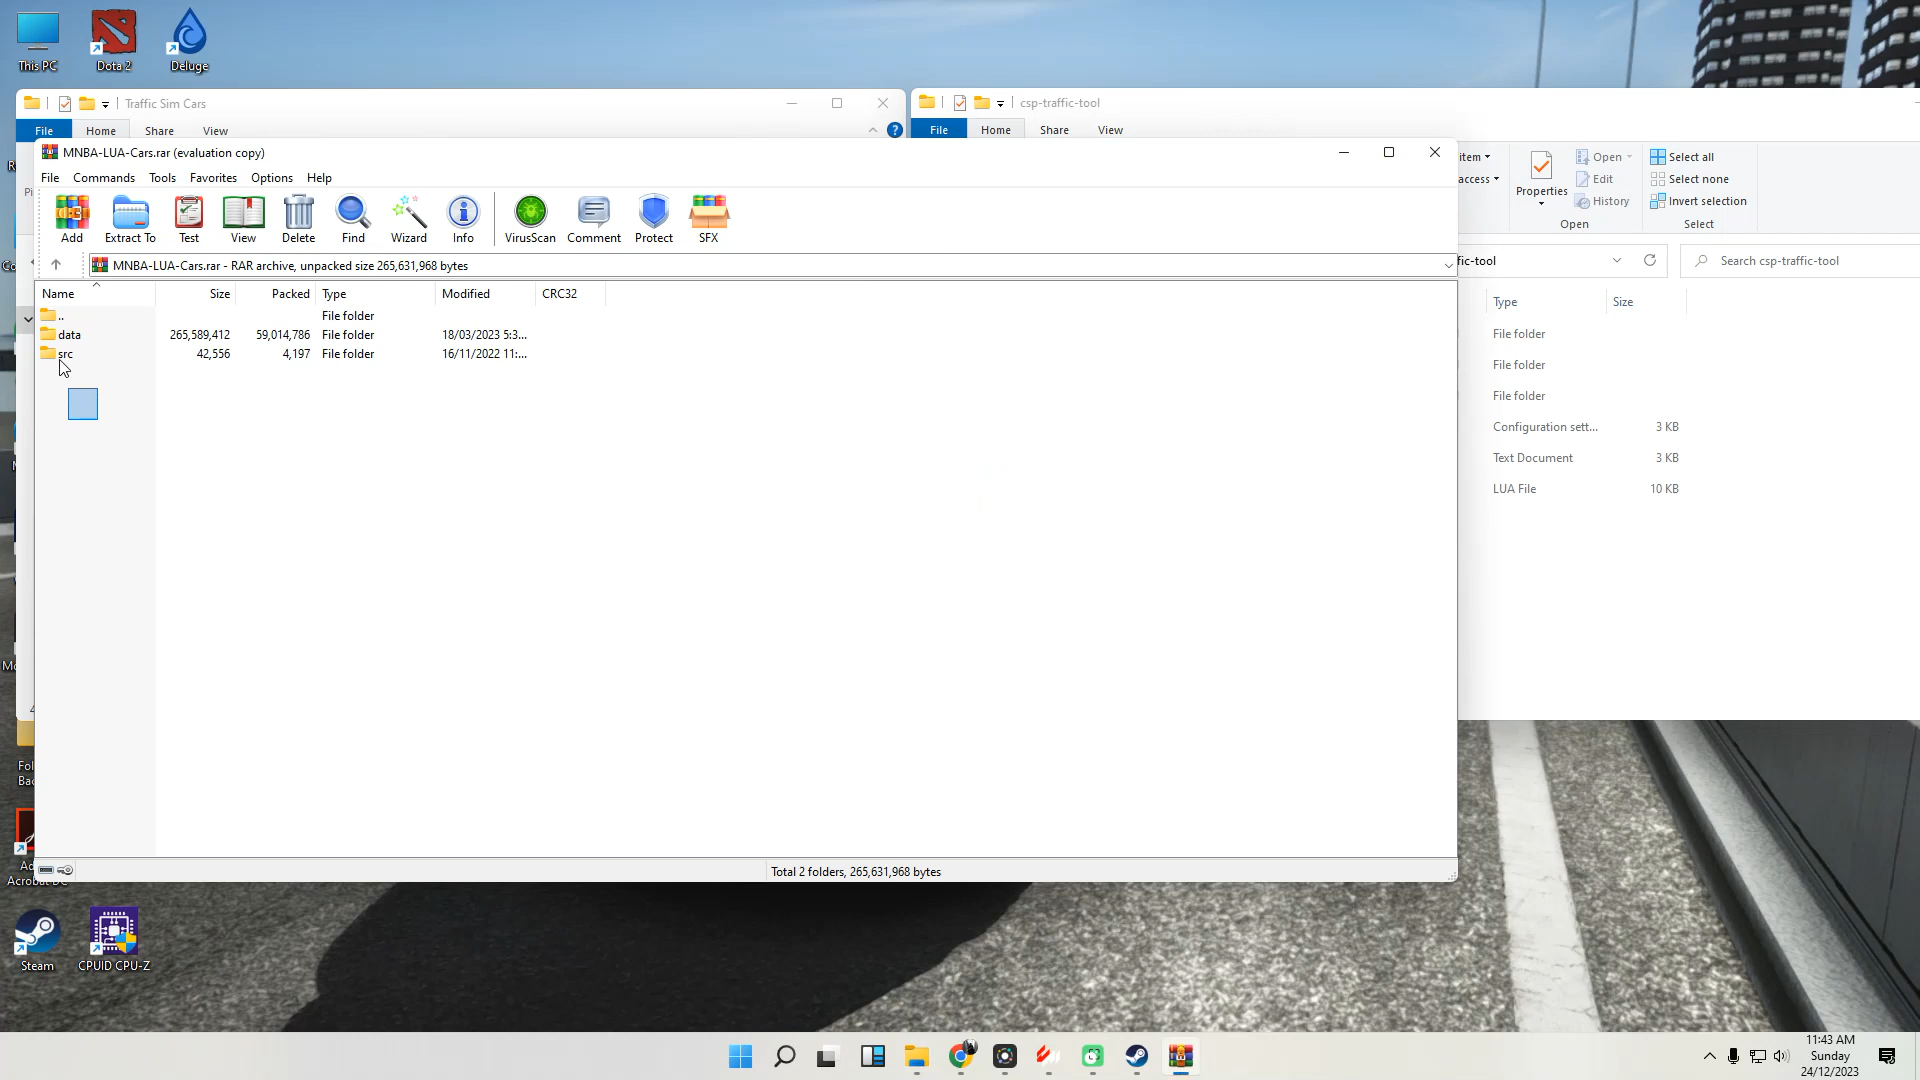 This PC
Dota 2
Deluge
Traffic Sim Cars
File
Home
Share
View
csp-traffic-tool
File
Home
Share
View
MNBA-LUA-Cars.rar (evaluation copy)
File Commands Tools Favorites Options Help
Add
Extract To
Test
View
Delete
Find
Wizard
Info
VirusScan
Comment
Protect
SFX
MNBA-LUA-Cars.rar - RAR archive, unpacked size 265,631,968 bytes
Name Size Packed Type Modified CRC32
.. File folder
data 265,589,412 59,014,786 File folder 18/03/2023 5:3...
src 42,556 4,197 File folder 16/11/2022 11:...
Total 2 folders, 265,631,968 bytes
item
access
Properties
Open
Edit
History
Open
Select all
Select none
Invert selection
Select
fic-tool
Search csp-traffic-tool
Type Size
File folder
File folder
File folder
Configuration sett... 3 KB
Text Document 3 KB
LUA File 10 KB
Fol
Bac
Ad
Acrobat DC
Steam
CPUID CPU-Z
11:43 AM
Sunday
24/12/2023